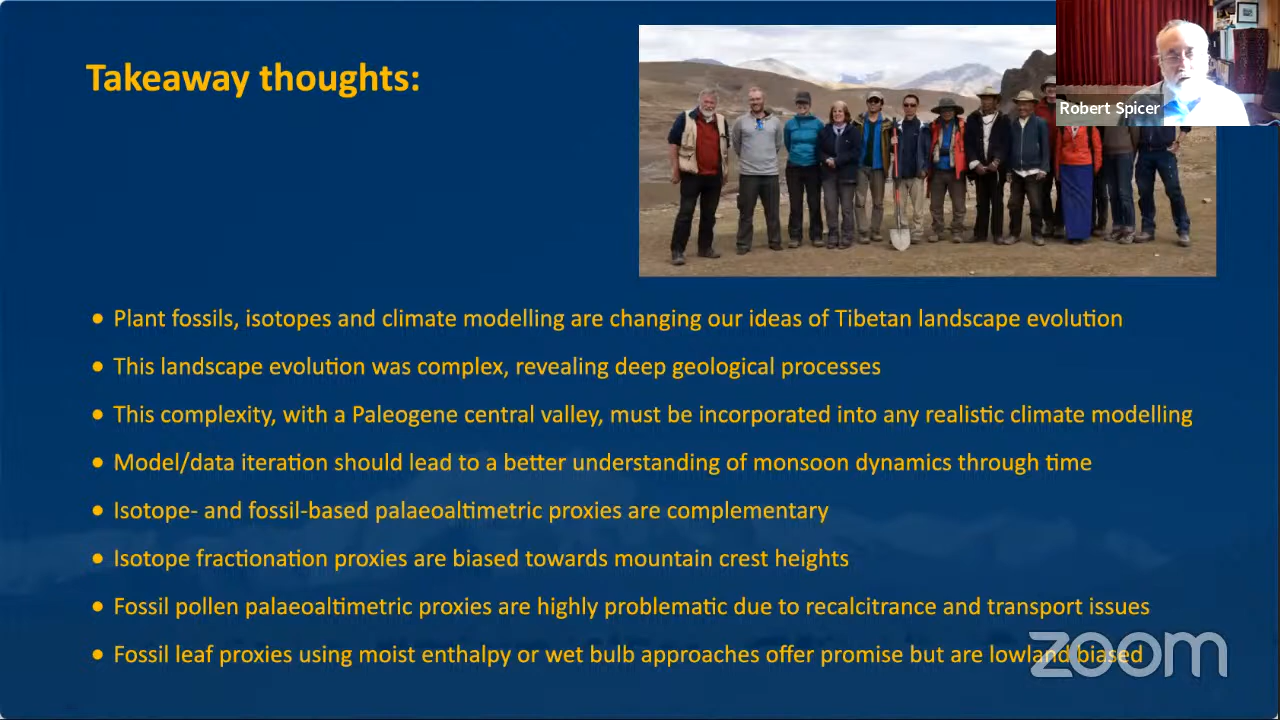 Takeaway thoughts:
Robert Spicer
• Plant fossils, isotopes and climate modelling are changing our ideas of Tibetan landscape evolution
• This landscape evolution was complex, revealing deep geological processes
• This complexity, with a Paleogene central valley, must be incorporated into any realistic climate modelling
• Model/data iteration should lead to a better understanding of monsoon dynamics through time
• Isotope- and fossil-based palaeoaltimetric proxies are complementary
• Isotope fractionation proxies are biased towards mountain crest heights
• Fossil pollen palaeoaltimetric proxies are highly problematic due to recalcitrance and transport issues
• Fossil leaf proxies using moist enthalpy or wet bulb approaches offer promise but are lowland biased
zoom